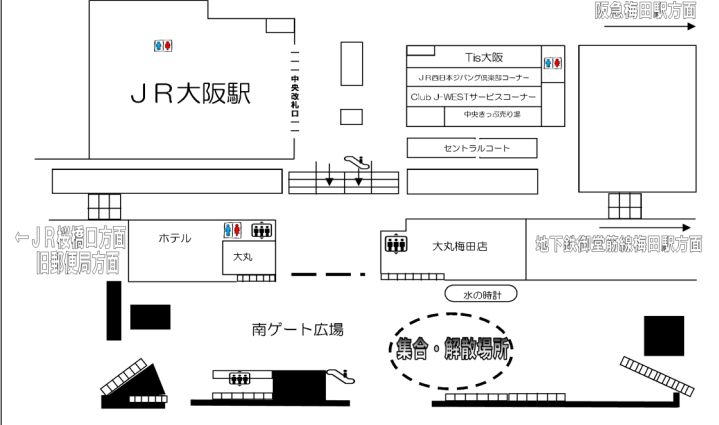 阪急梅田駅方面
Tis大阪
JR西日本ジパング倶楽部コーナー
Club J-WESTサービスコーナー
中央きっぷ売り場
JR大阪駅
中央改札口
セントラルコート
←JR桜橋口方面
旧郵便局方面
ホテル
大丸
大丸梅田店
地下鉄御堂筋線梅田駅方面
水の時計
南ゲート広場
集合・解散場所